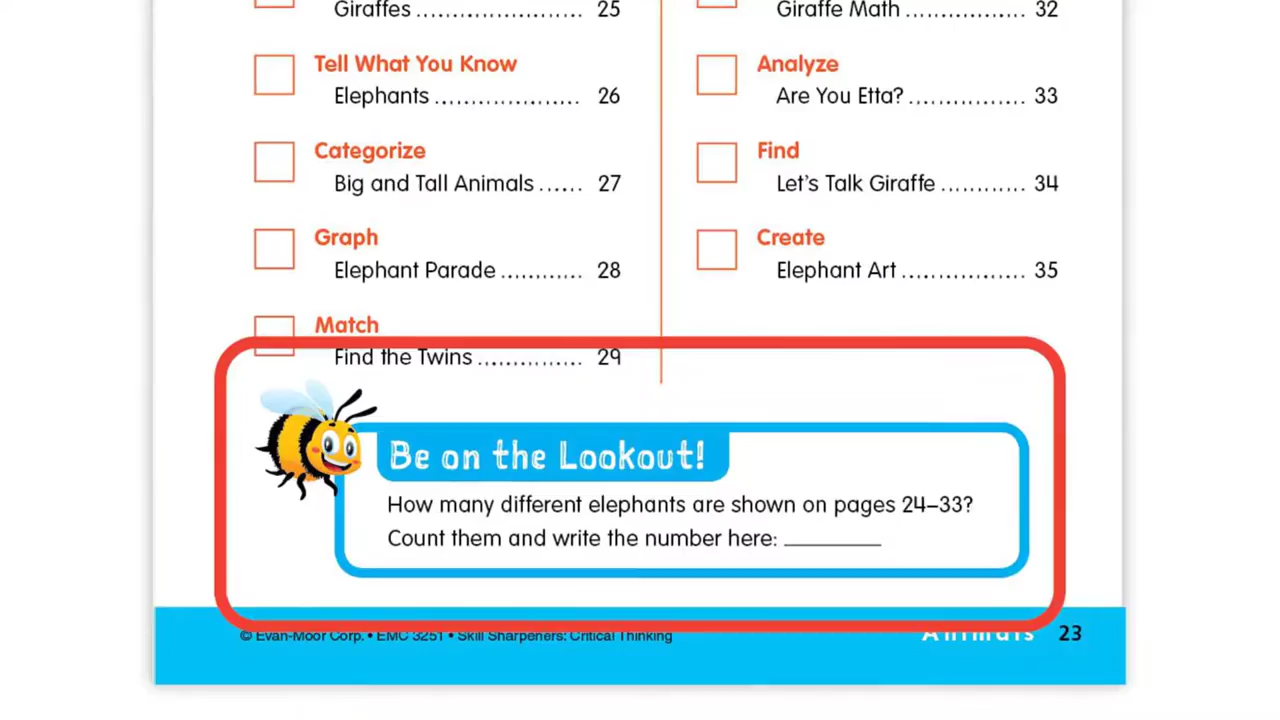 Giraffes ....................... 25
Tell What You Know
Elephants .................... 26
Categorize
Big and Tall Animals ...... 27
Graph
Elephant Parade ............ 28
Match
Find the Twins ............... 29
Giraffe Math .................. 32
Analyze
Are You Etta? ................. 33
Find
Let's Talk Giraffe ............ 34
Create
Elephant Art .................. 35
Be on the Lookout!
How many different elephants are shown on pages 24–33?
Count them and write the number here: _________
© Evan-Moor Corp. • EMC 3251 • Skill Sharpeners: Critical Thinking
Animals 23